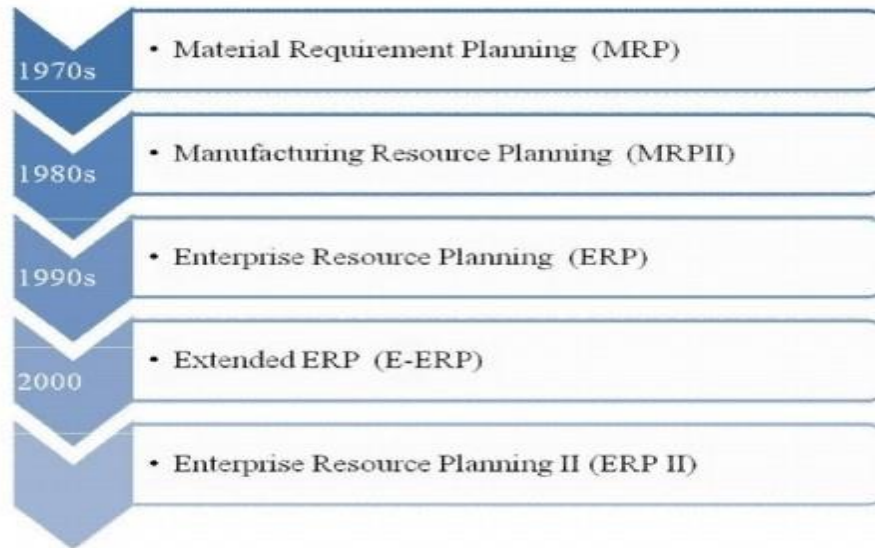 1970s
• Material Requirement Planning (MRP)
1980s
• Manufacturing Resource Planning (MRPII)
1990s
• Enterprise Resource Planning (ERP)
2000
• Extended ERP (E-ERP)
• Enterprise Resource Planning II (ERP II)